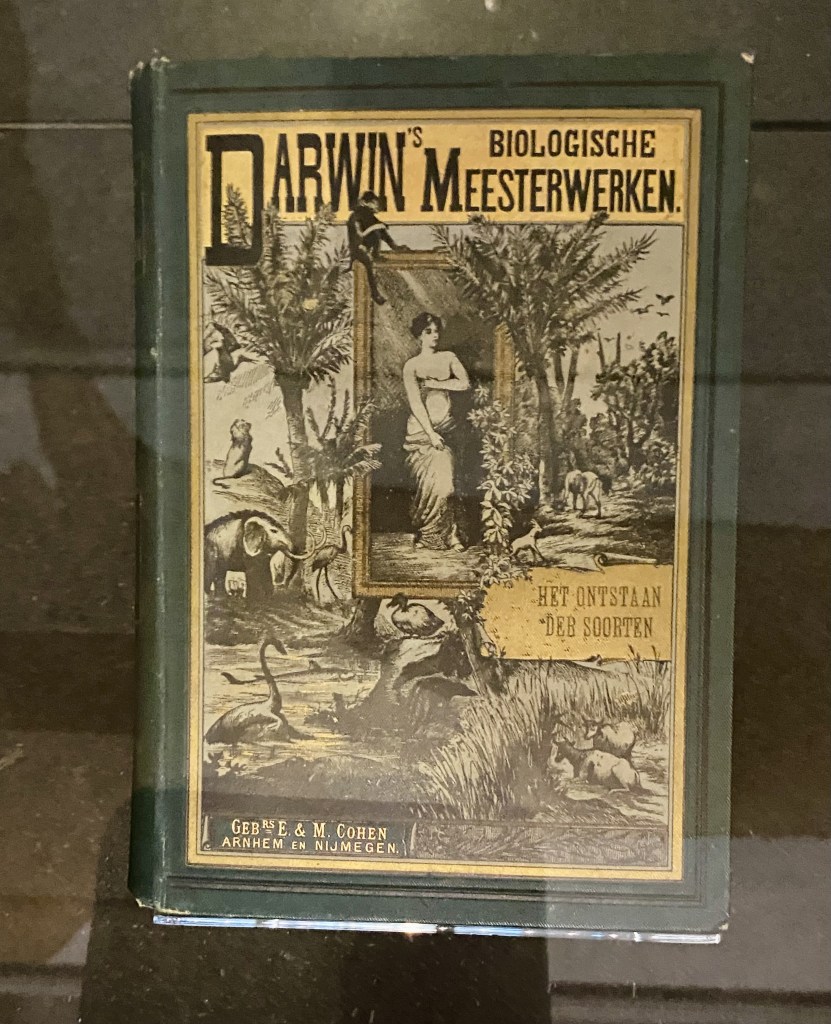 DARWIN'S BIOLOGISCHE
MEESTERWERKEN.
HET ONTSTAAN
DER SOORTEN
GEBRS E. & M. COHEN
ARNHEM EN NIJMEGEN.